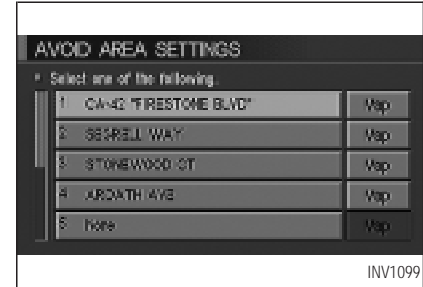 AVOID AREA SETTINGS
Select one of the following.
1 CA-42 "FIRESTONE BLVD" Map
2 SEGRELL WAY Map
3 STONEWOOD CT Map
4 ARDATH AVE Map
5 None Map
INV1099